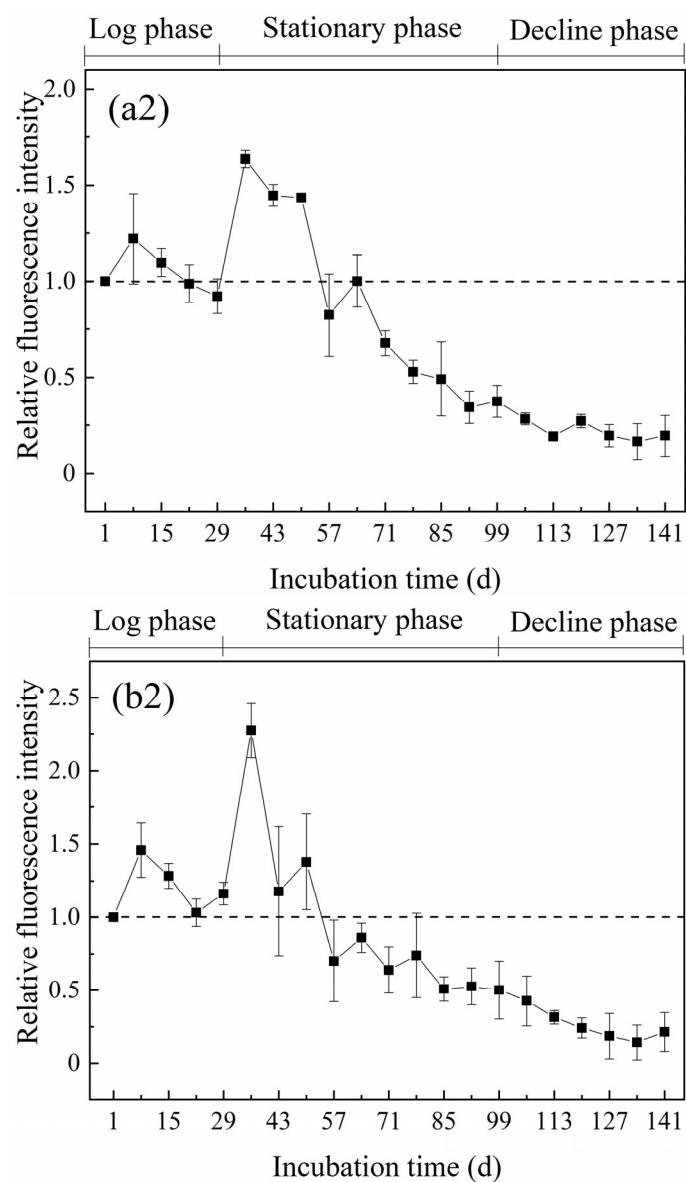 Log phase Stationary phase Decline phase
(a2)
Relative fluorescence intensity
2.0
1.5
1.0
0.5
0
1 15 29 43 57 71 85 99 113 127 141
Incubation time (d)
Log phase Stationary phase Decline phase
(b2)
Relative fluorescence intensity
2.5
2.0
1.5
1.0
0.5
0
1 15 29 43 57 71 85 99 113 127 141
Incubation time (d)